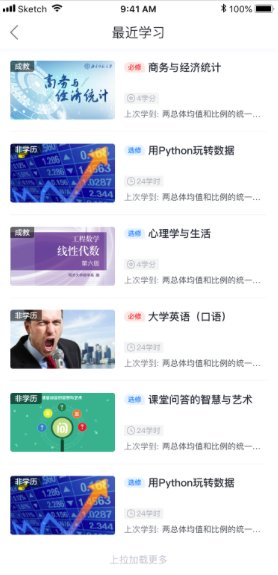 Sketch
9:41 AM
100%
最近学习
成教
商务与
经济统计
必修 商务与经济统计
4学分
上次学到: 两总体均值和比例的统一...
非学历
选修 用Python玩转数据
24学时
上次学到: 两总体均值和比例的统一...
成教
工程数学
线性代数
第六版
选修 心理学与生活
4学分
上次学到: 两总体均值和比例的统一...
非学历
必修 大学英语（口语）
24学时
上次学到: 两总体均值和比例的统一...
非学历
选修 课堂问答的智慧与艺术
24学时
上次学到: 两总体均值和比例的统一...
非学历
选修 用Python玩转数据
24学时
上次学到: 两总体均值和比例的统一...
上拉加载更多